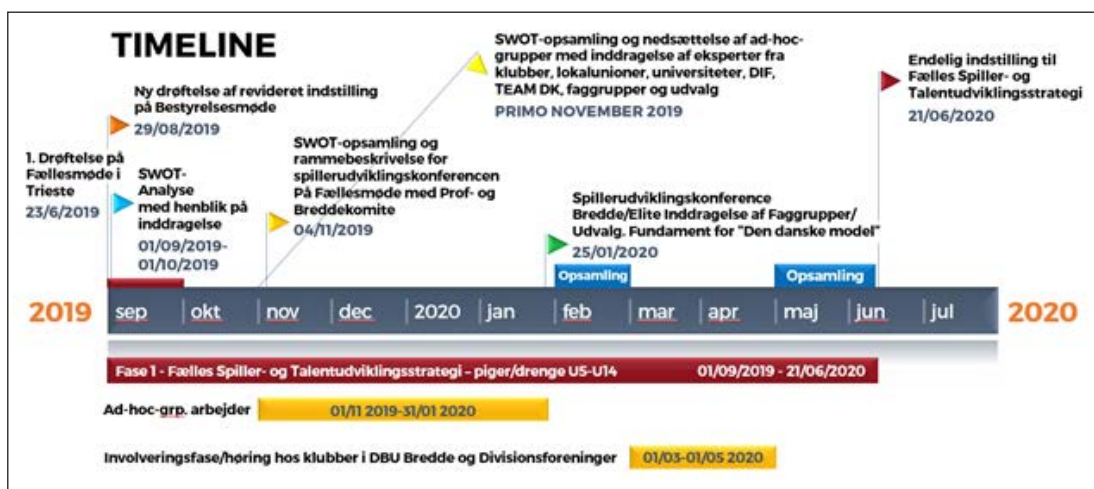 TIMELINE
Ny drøftelse af revideret indstilling
på Bestyrelsesmøde
29/08/2019
1. Drøftelse på
Fællesmøde i
Trieste
23/6/2019
SWOT-
Analyse
med henblik på
inddragelse
01/09/2019-
01/10/2019
SWOT-opsamling og
rammebeskrivelse for
spillerudviklingskonferencen
På Fællesmøde med Prof- og
Breddekomite
04/11/2019
SWOT-opsamling og nedsættelse af ad-hoc-
grupper med inddragelse af eksperter fra
klubber, lokalunioner, universiteter, DIF,
TEAM DK, faggrupper og udvalg
PRIMO NOVEMBER 2019
Spillerudviklingskonference
Bredde/Elite Inddragelse af Faggrupper/
Udvalg. Fundament for "Den danske model"
25/01/2020
Endelig indstilling til
Fælles Spiller- og
Talentudviklingsstrategi
21/06/2020
Opsamling
Opsamling
2019 sep okt nov dec 2020 jan feb mar apr maj jun jul 2020
Fase 1 - Fælles Spiller- og Talentudviklingsstrategi – piger/drenge U5-U14 01/09/2019 - 21/06/2020
Ad-hoc-grp. arbejder 01/11 2019-31/01 2020
Involveringsfase/høring hos klubber i DBU Bredde og Divisionsforeninger 01/03-01/05 2020